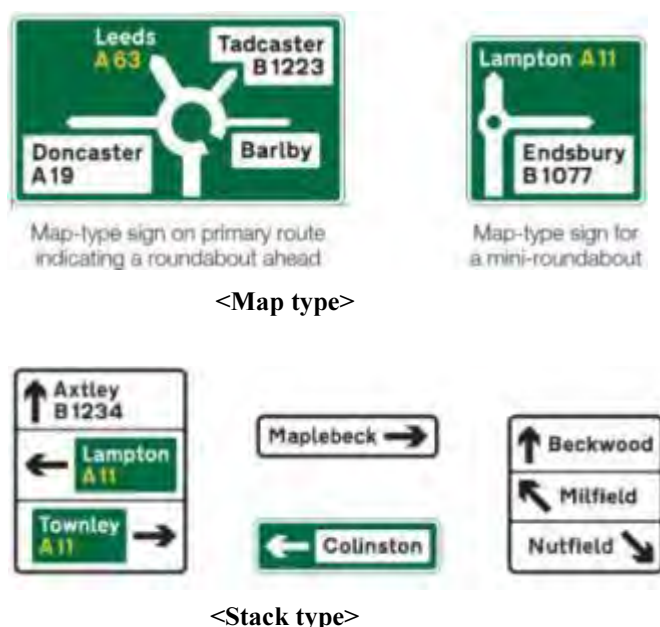 Leeds
A63
Tadcaster
B1223
Doncaster
A19
Barlby
Lampton A11
Endsbury
B1077
Map-type sign on primary route
indicating a roundabout ahead
Map-type sign for
a mini-roundabout
<Map type>
Axtley
B1234
Lampton
A11
Townley
A11
Maplebeck
Colinston
Beckwood
Milfield
Nutfield
<Stack type>